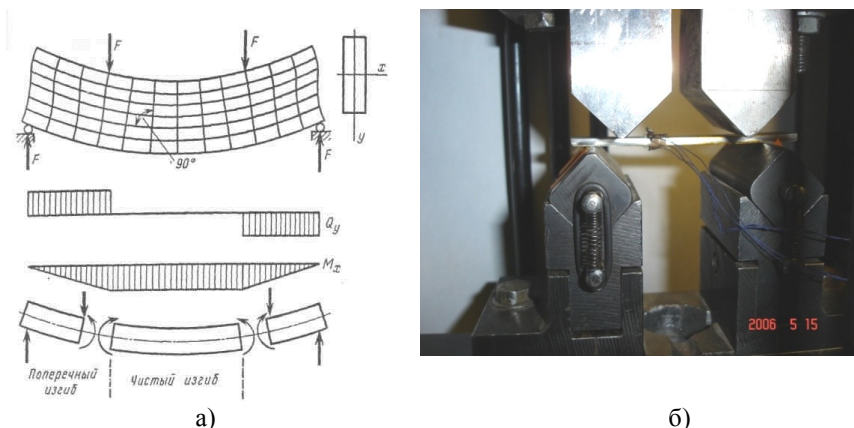 F
F
x
y
90°
F
F
Q_y
M_x
Поперечный
изгиб
Чистый изгиб
2006 5 15
а)
б)